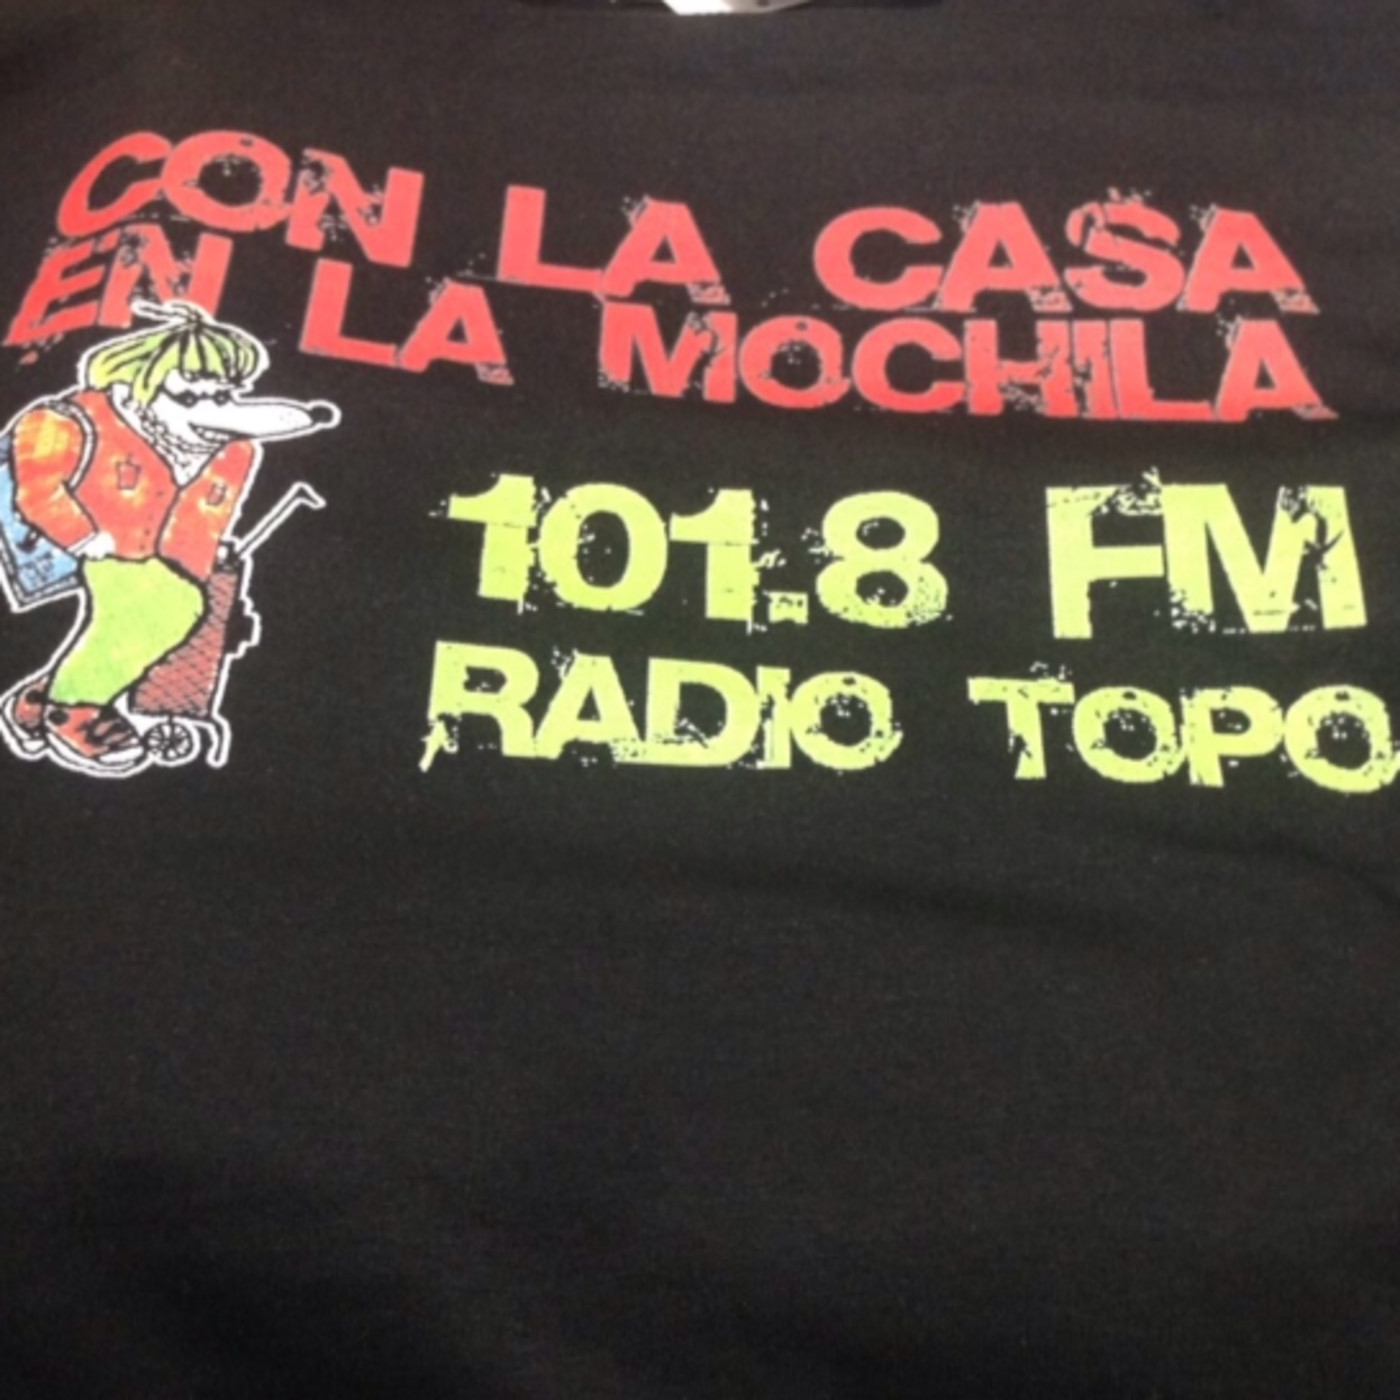 CON LA CASA
EN LA MOCHILA
101.8 FM
RADIO TOPO